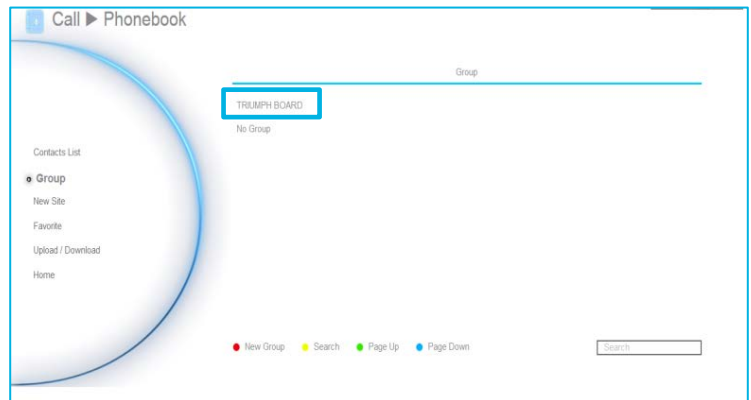 Call ▶ Phonebook
Group
TRIUMPH BOARD
No Group
Contacts List
Group
New Site
Favorite
Upload / Download
Home
New Group Search Page Up Page Down Search